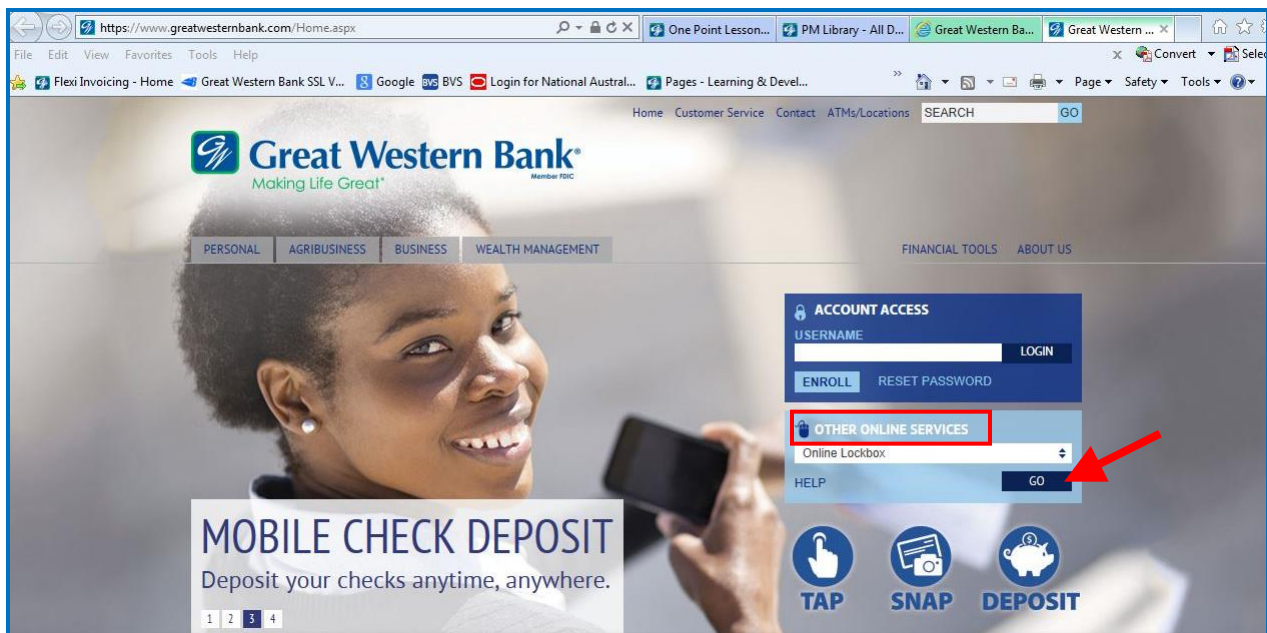 https://www.greatwesternbank.com/Home.aspx
One Point Lesson...
PM Library - All D...
Great Western Ba...
Great Western ...
File Edit View Favorites Tools Help
x Convert
Flexi Invoicing - Home
Great Western Bank SSL V...
Google
BVS BVS
Login for National Austral...
Pages - Learning & Devel...
Page Safety Tools
Home Customer Service Contact ATMs/Locations SEARCH GO
GW Great Western Bank®
Member FDIC
Making Life Great®
PERSONAL AGRIBUSINESS BUSINESS WEALTH MANAGEMENT FINANCIAL TOOLS ABOUT US
ACCOUNT ACCESS
USERNAME
LOGIN
ENROLL RESET PASSWORD
OTHER ONLINE SERVICES
Online Lockbox
HELP GO
MOBILE CHECK DEPOSIT
Deposit your checks anytime, anywhere.
1 2 3 4
TAP SNAP DEPOSIT